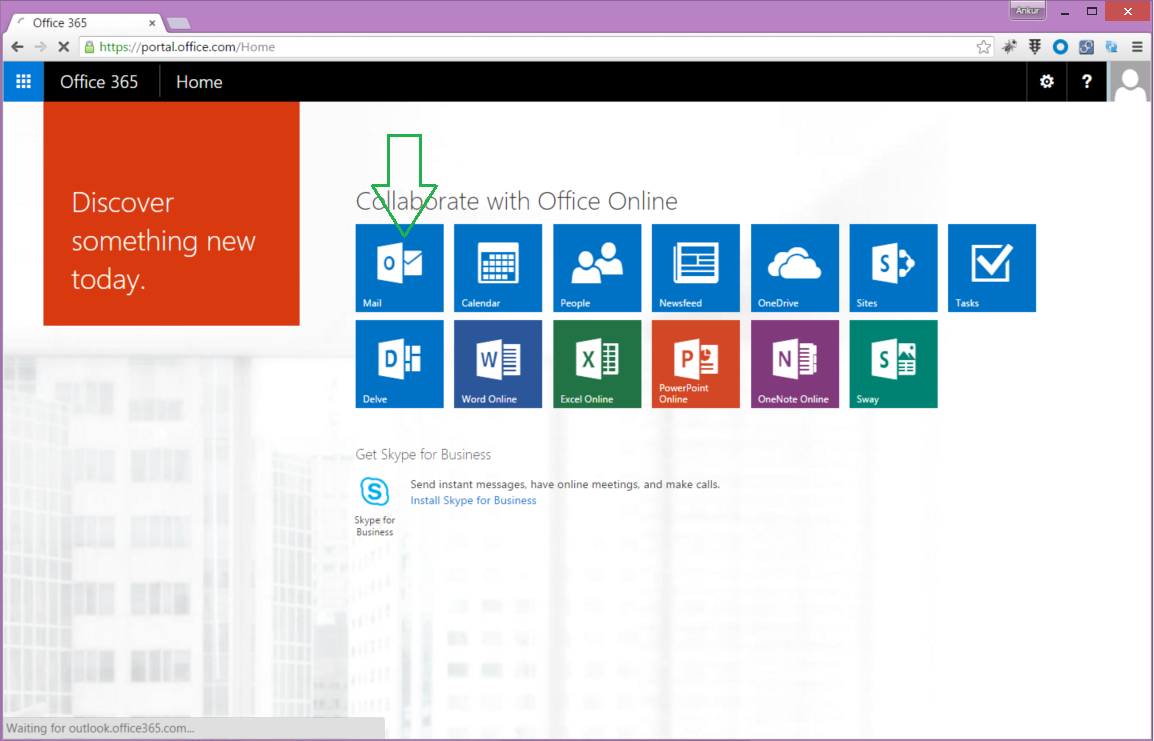 Ankur
Office 365
https://portal.office.com/Home
Office 365
Home
?
Discover
something new
today.
Collaborate with Office Online
O
Mail
Calendar
People
Newsfeed
OneDrive
S
Sites
Tasks
D
Delve
W
Word Online
X
Excel Online
P
PowerPoint
Online
N
OneNote Online
S
Sway
Get Skype for Business
S
Skype for
Business
Send instant messages, have online meetings, and make calls.
Install Skype for Business
Waiting for outlook.office365.com...